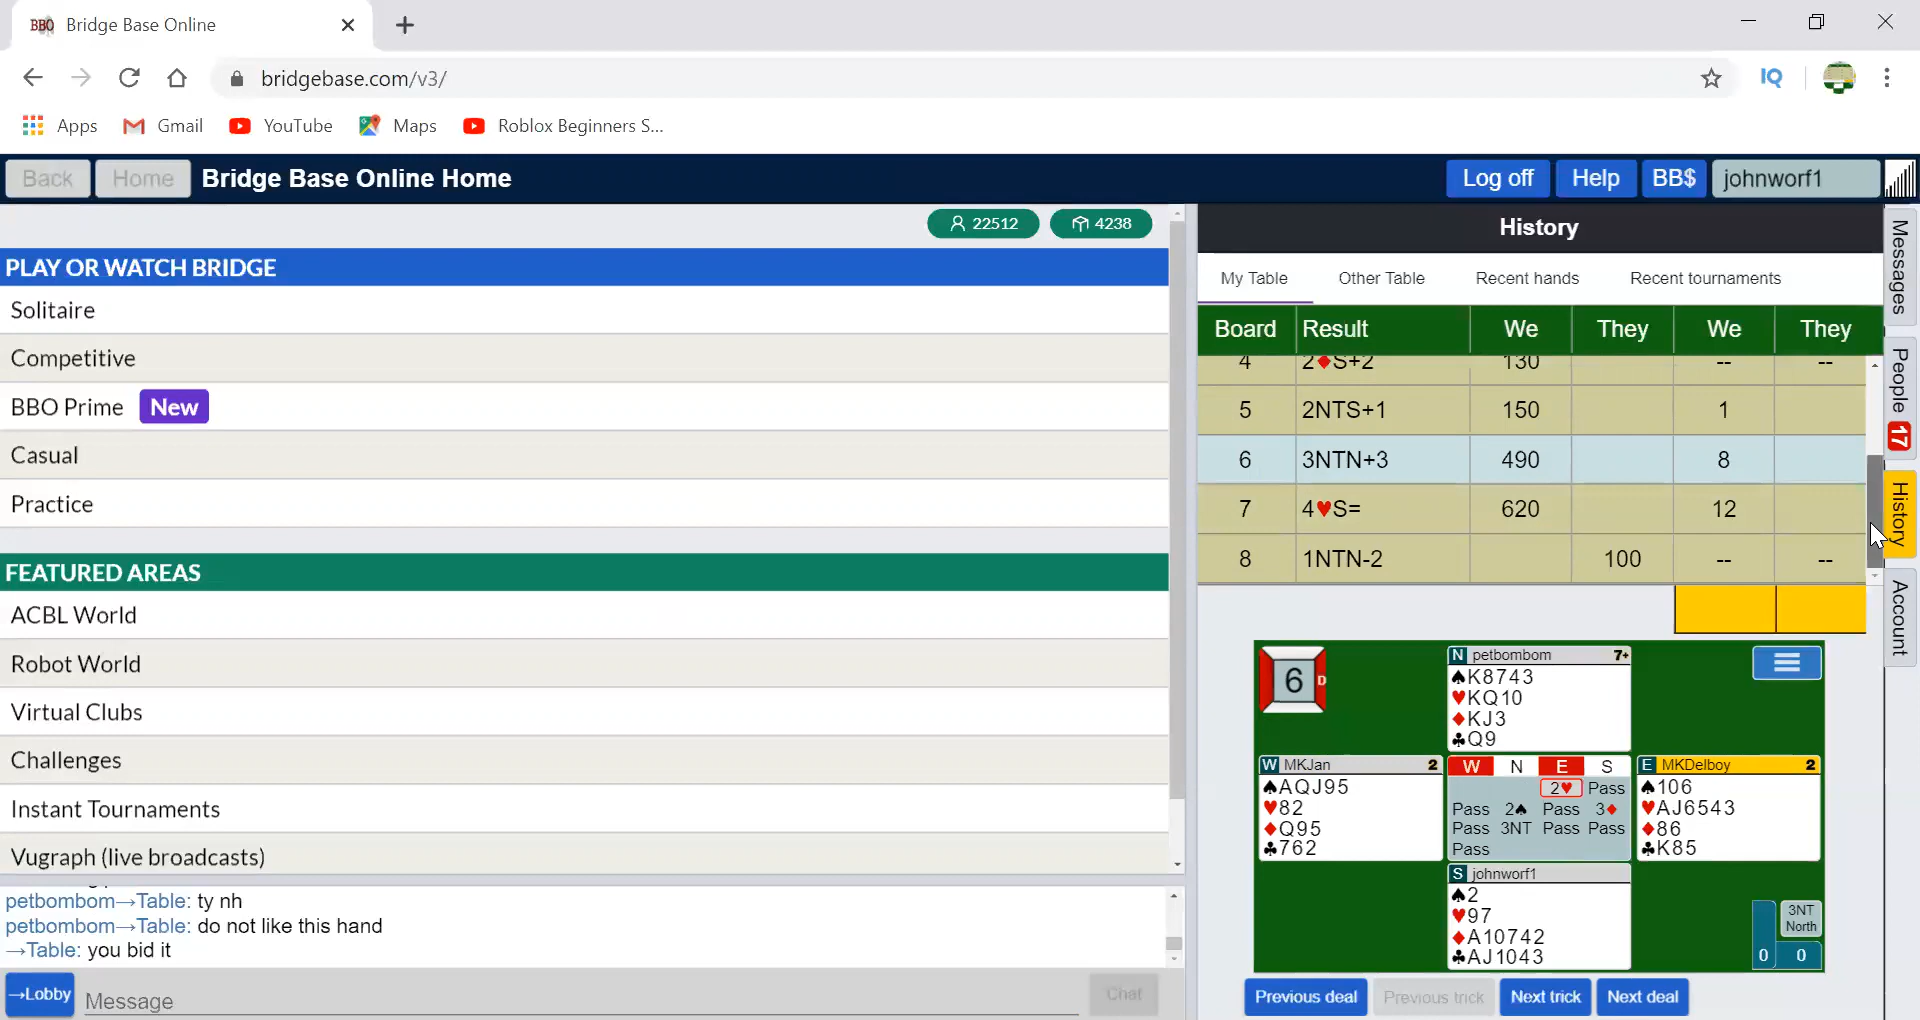 BBO Bridge Base Online
bridgebase.com/v3/
IQ
Apps Gmail YouTube Maps Roblox Beginners S...
Back Home Bridge Base Online Home Log off Help BB$ johnworf1
22512 4238
PLAY OR WATCH BRIDGE
Solitaire
Competitive
BBO Prime New
Casual
Practice
FEATURED AREAS
ACBL World
Robot World
Virtual Clubs
Challenges
Instant Tournaments
Vugraph (live broadcasts)
petbombom→Table: ty nh
petbombom→Table: do not like this hand
→Table: you bid it
→Lobby Message Chat
History
My Table Other Table Recent hands Recent tournaments
Board Result We They We They
4 2♦S+2 130 -- --
5 2NTS+1 150 1
6 3NTN+3 490 8
7 4♥S= 620 12
8 1NTN-2 100 -- --
6 D
N petbombom 7+
♠K8743
♥KQ10
♦KJ3
♣Q9
W MKJan 2
♠AQJ95
♥82
♦Q95
♣762
W N E S
2♥ Pass
Pass 2♠ Pass 3♦
Pass 3NT Pass Pass
Pass
E MKDelboy 2
♠106
♥AJ6543
♦86
♣K85
S johnworf1
♠2
♥97
♦A10742
♣AJ1043
3NT
North
0 0
Previous deal Previous trick Next trick Next deal
Messages
People 17
History
Account